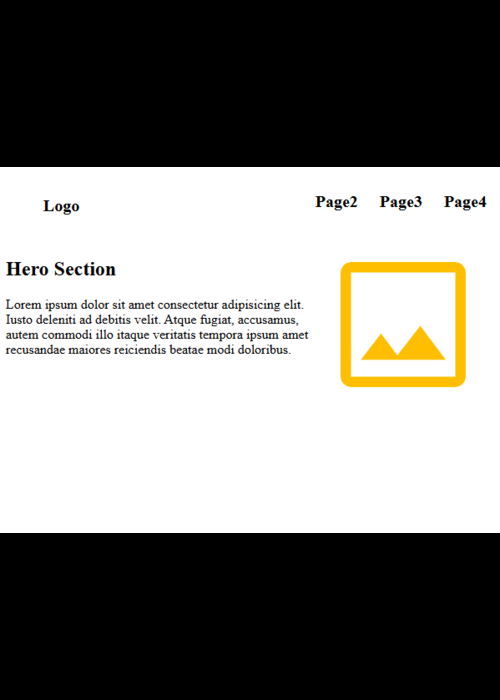 Logo
Page2 Page3 Page4
Hero Section
Lorem ipsum dolor sit amet consectetur adipisicing elit.
Iusto deleniti ad debitis velit. Atque fugiat, accusamus,
autem commodi illo itaque veritatis tempora ipsum amet
recusandae maiores reiciendis beatae modi doloribus.